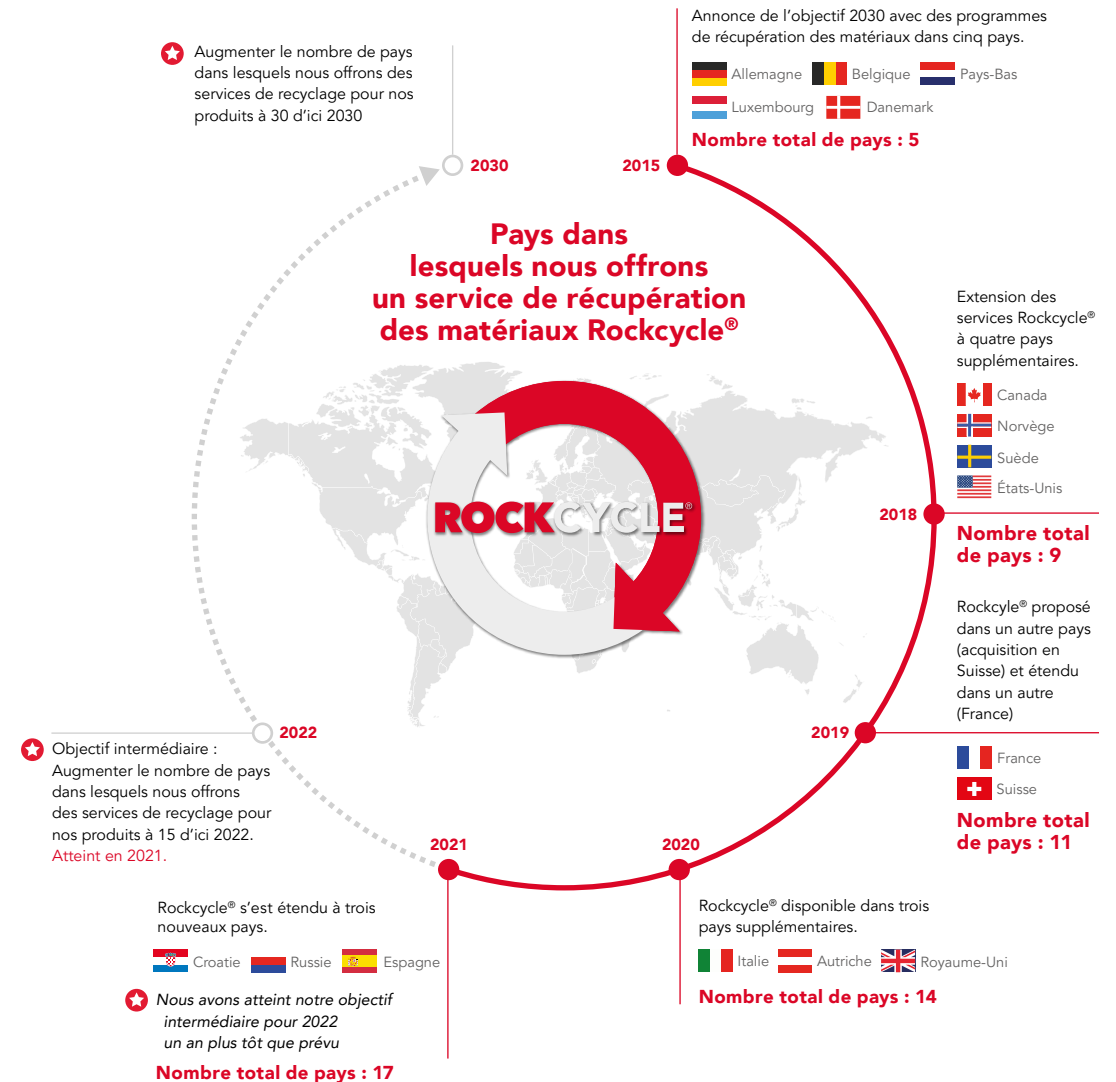 Pays dans
lesquels nous offrons
un service de récupération
des matériaux Rockcycle®
ROCKCYCLE®
2015
Annonce de l'objectif 2030 avec des programmes
de récupération des matériaux dans cinq pays.
Allemagne Belgique Pays-Bas
Luxembourg Danemark
Nombre total de pays : 5
2018
Extension des
services Rockcycle®
à quatre pays
supplémentaires.
Canada
Norvège
Suède
États-Unis
Nombre total
de pays : 9
2019
Rockcyle® proposé
dans un autre pays
(acquisition en
Suisse) et étendu
dans un autre
(France)
France
Suisse
Nombre total
de pays : 11
2020
Rockcycle® disponible dans trois
pays supplémentaires.
Italie Autriche Royaume-Uni
Nombre total de pays : 14
2021
Rockcycle® s'est étendu à trois
nouveaux pays.
Croatie Russie Espagne
Nous avons atteint notre objectif
intermédiaire pour 2022
un an plus tôt que prévu
Nombre total de pays : 17
2022
Objectif intermédiaire :
Augmenter le nombre de pays
dans lesquels nous offrons
des services de recyclage pour
nos produits à 15 d'ici 2022.
Atteint en 2021.
2030
Augmenter le nombre de pays
dans lesquels nous offrons des
services de recyclage pour nos
produits à 30 d'ici 2030